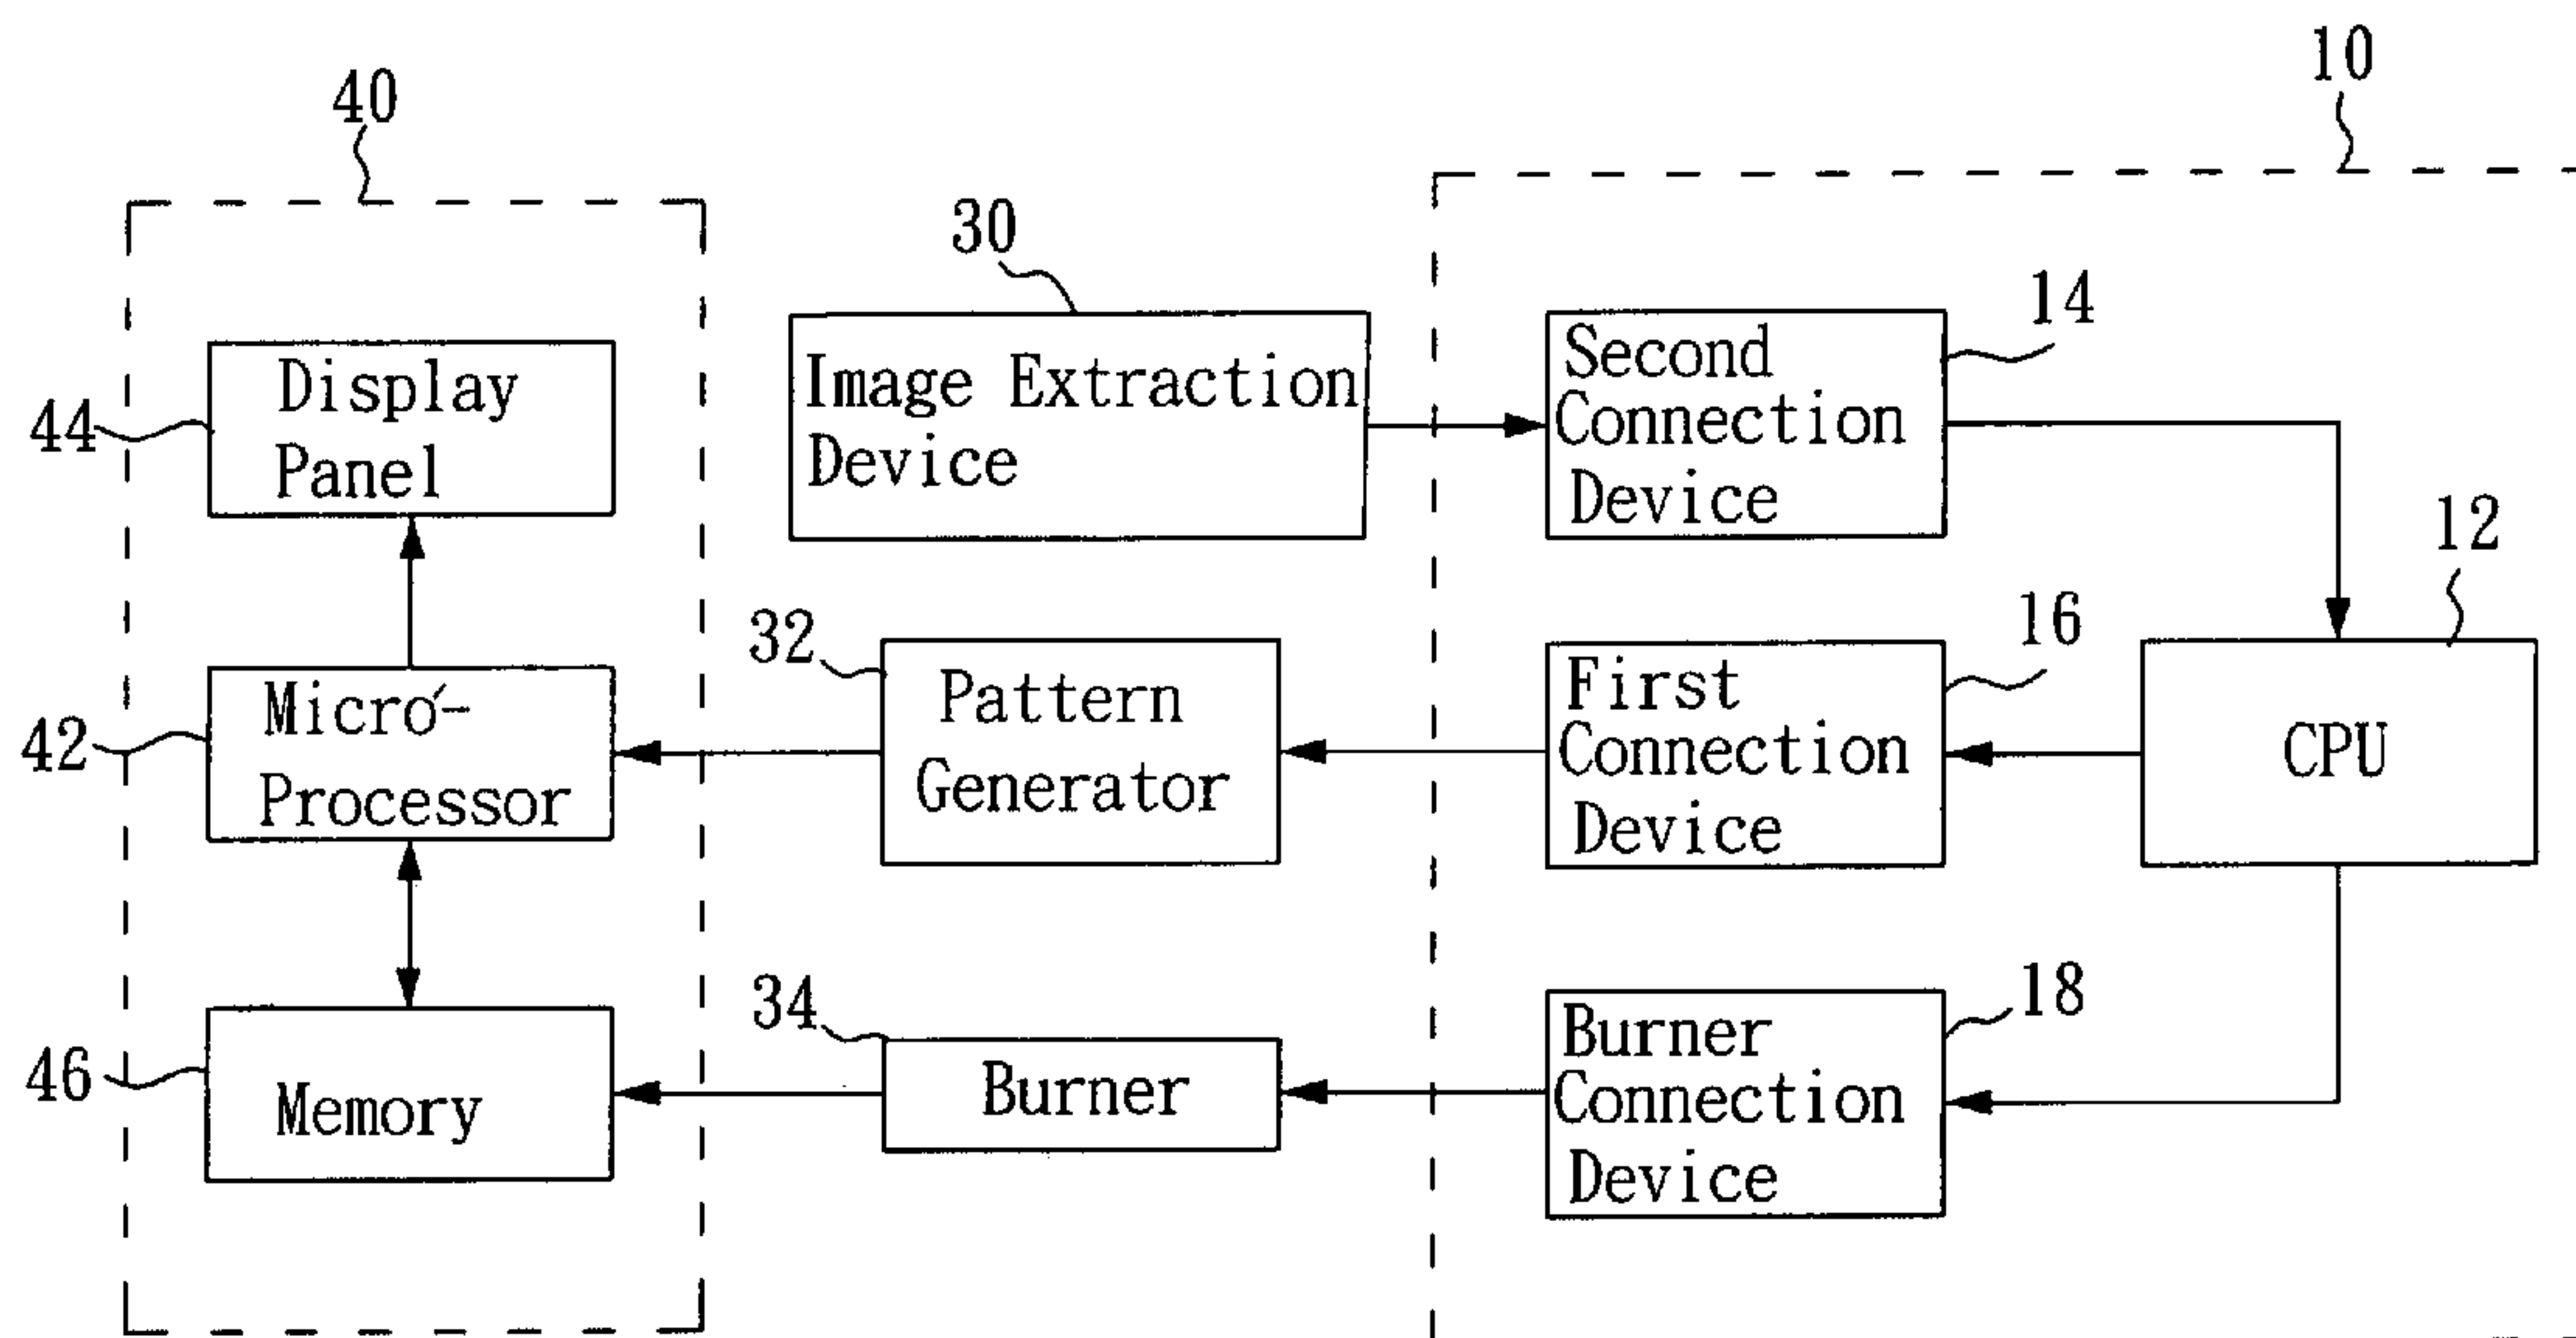 10
40
30
14
Display
Panel
44
Image Extraction
Device
Second
Connection
Device
12
32
16
Micro-
Processor
42
Pattern
Generator
First
Connection
Device
CPU
34
18
Burner
Connection
Device
46
Memory
Burner